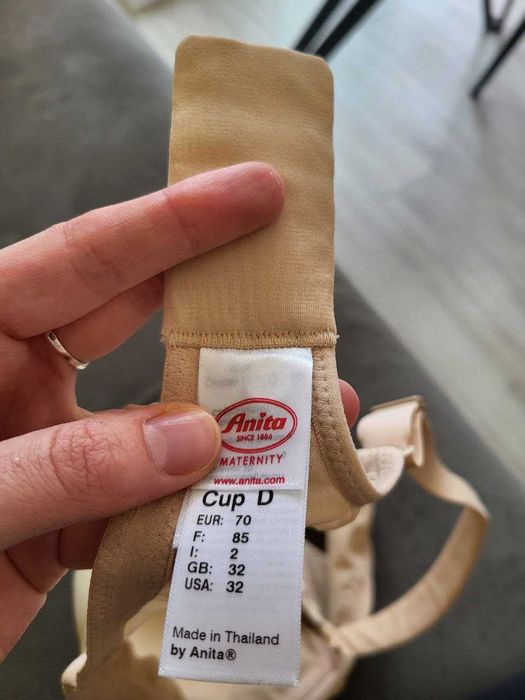 Anita
SINCE 1886
MATERNITY
www.anita.com
Cup D
EUR: 70
F: 85
I: 2
GB: 32
USA: 32
Made in Thailand
by Anita®